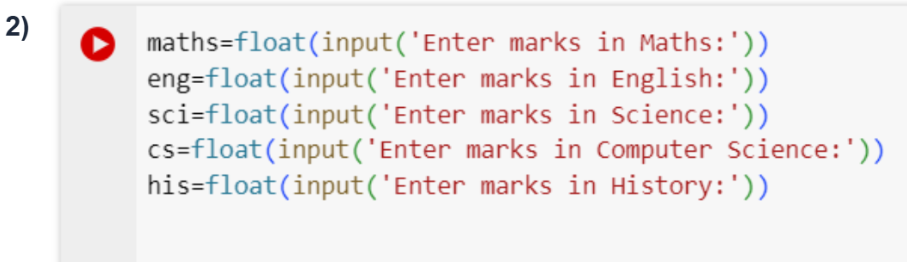 2)
maths=float(input('Enter marks in Maths:'))
eng=float(input('Enter marks in English:'))
sci=float(input('Enter marks in Science:'))
cs=float(input('Enter marks in Computer Science:'))
his=float(input('Enter marks in History:'))